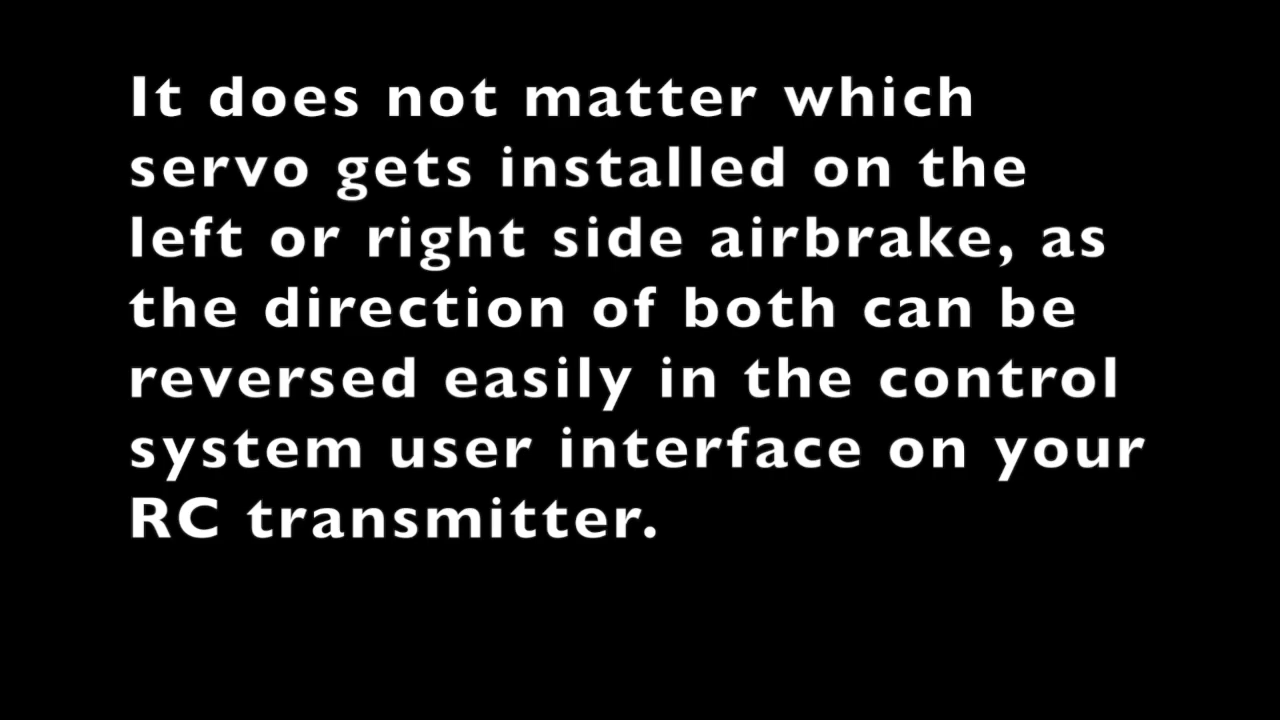 It does not matter which
servo gets installed on the
left or right side airbrake, as
the direction of both can be
reversed easily in the control
system user interface on your
RC transmitter.